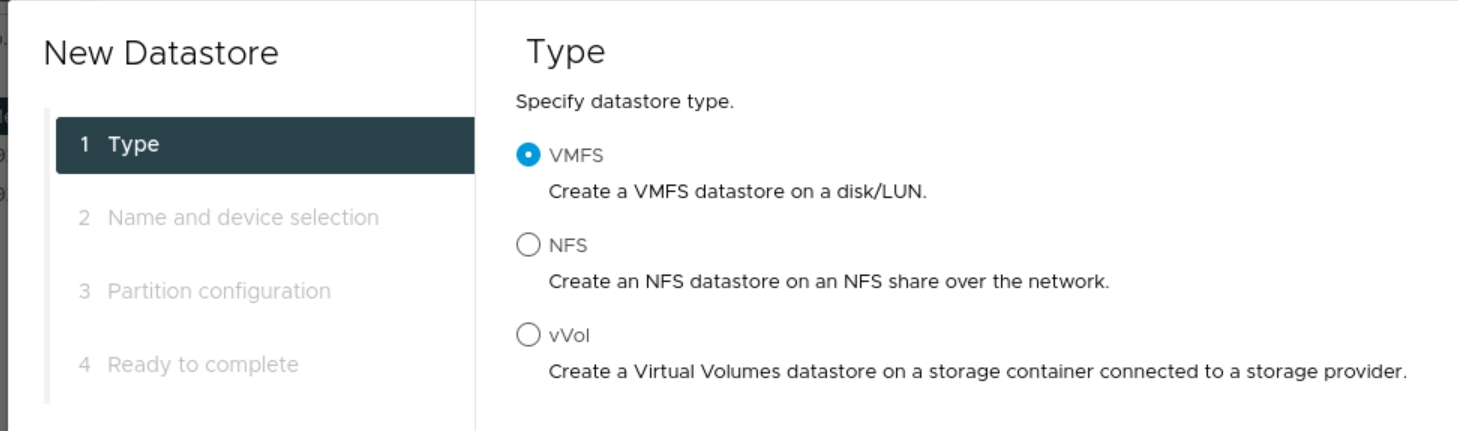 New Datastore
1 Type
2 Name and device selection
3 Partition configuration
4 Ready to complete
Type
Specify datastore type.
VMFS
Create a VMFS datastore on a disk/LUN.
NFS
Create an NFS datastore on an NFS share over the network.
vVol
Create a Virtual Volumes datastore on a storage container connected to a storage provider.